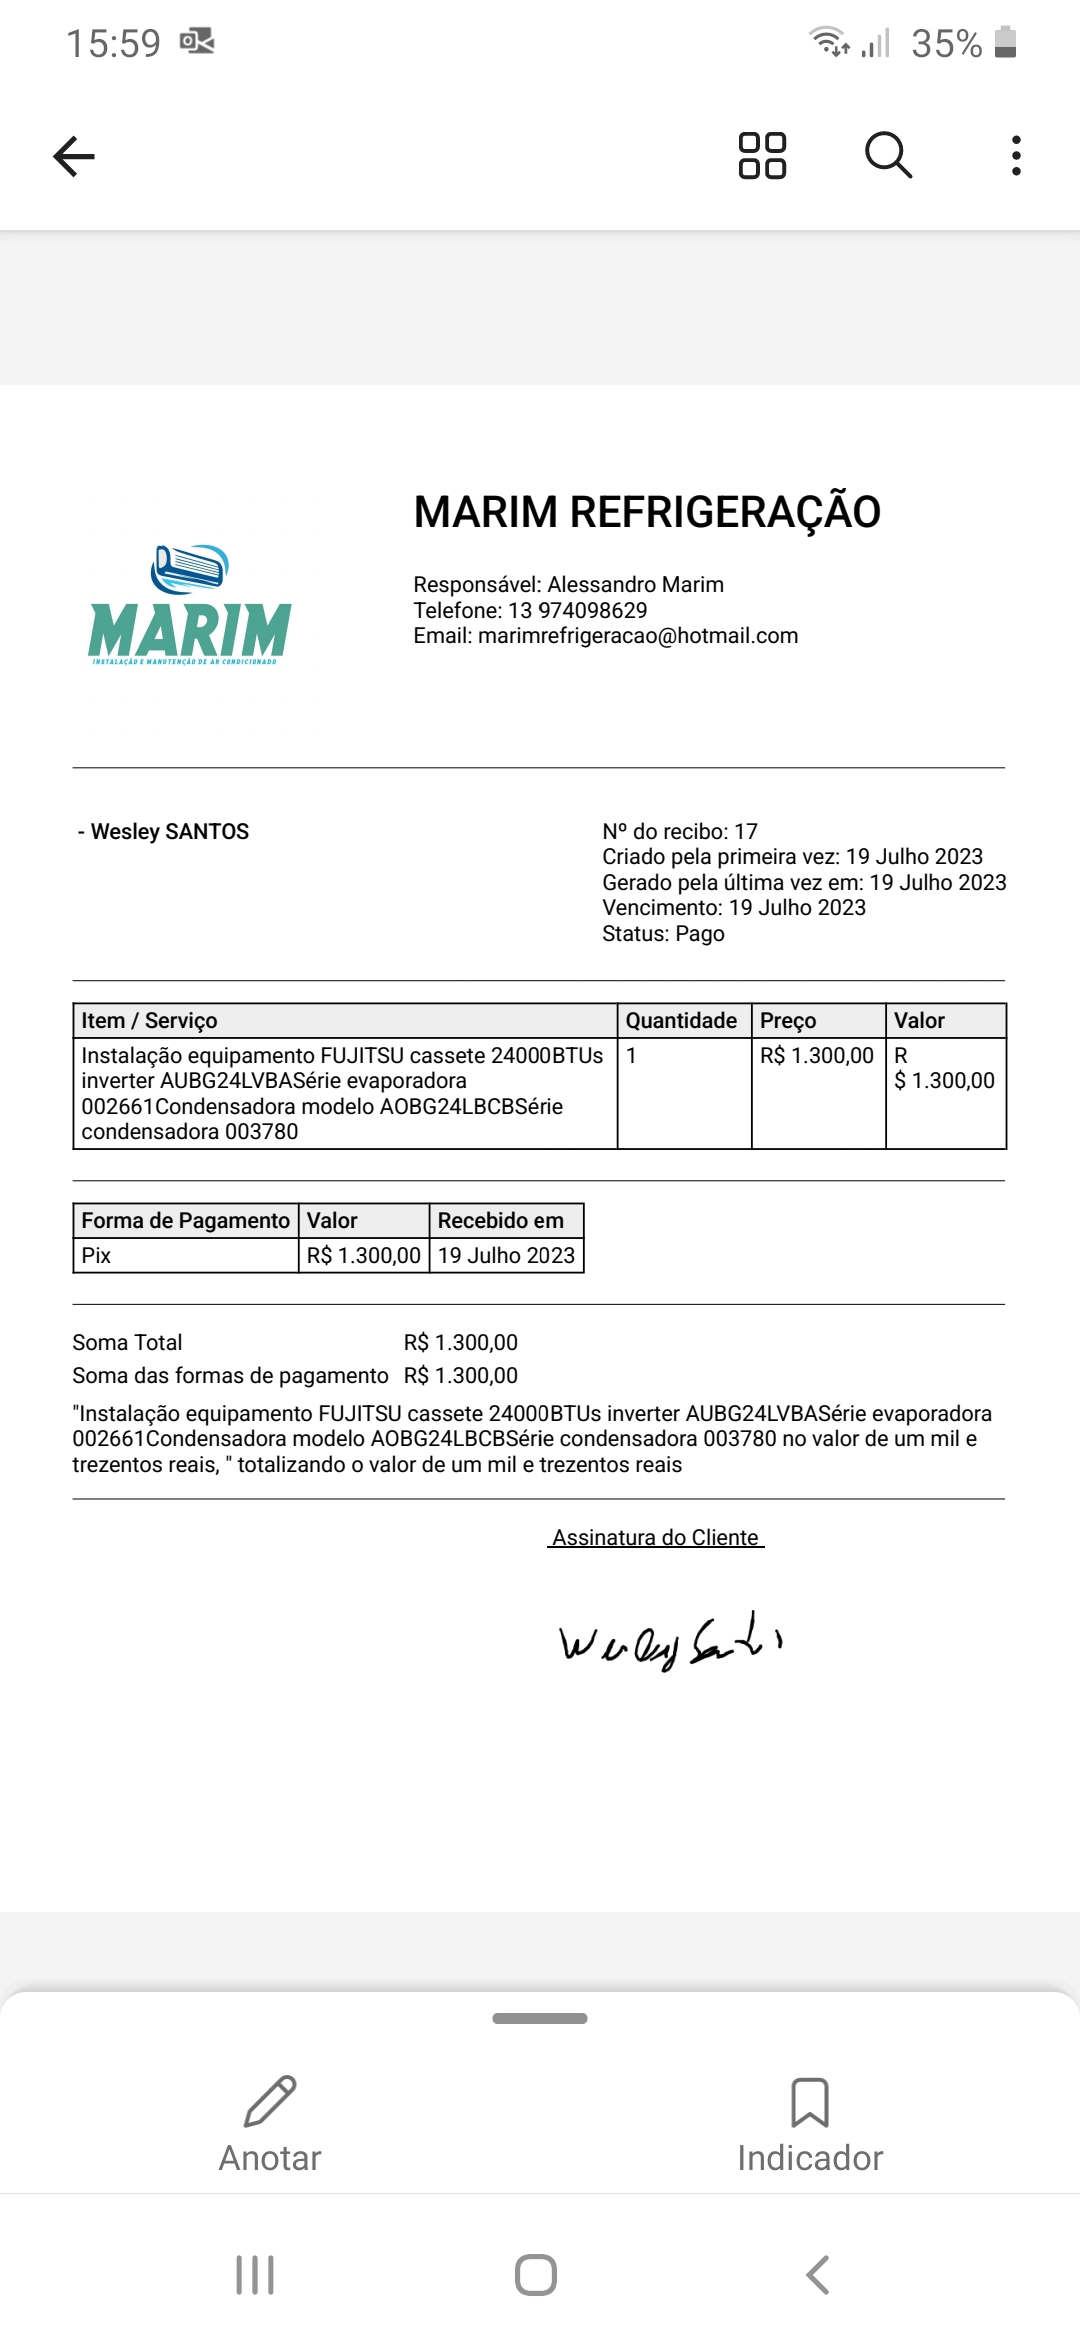 15:59
35%
MARIM REFRIGERAÇÃO
MARIM
INSTALAÇÃO E MANUTENÇÃO DE AR CONDICIONADO
Responsável: Alessandro Marim
Telefone: 13 974098629
Email: marimrefrigeracao@hotmail.com
- Wesley SANTOS
Nº do recibo: 17
Criado pela primeira vez: 19 Julho 2023
Gerado pela última vez em: 19 Julho 2023
Vencimento: 19 Julho 2023
Status: Pago
Item / Serviço Quantidade Preço Valor
Instalação equipamento FUJITSU cassete 24000BTUs 1 R$ 1.300,00 R
inverter AUBG24LVBASérie evaporadora $ 1.300,00
002661Condensadora modelo AOBG24LBCBSérie
condensadora 003780
Forma de Pagamento Valor Recebido em
Pix R$ 1.300,00 19 Julho 2023
Soma Total R$ 1.300,00
Soma das formas de pagamento R$ 1.300,00
"Instalação equipamento FUJITSU cassete 24000BTUs inverter AUBG24LVBASérie evaporadora
002661Condensadora modelo AOBG24LBCBSérie condensadora 003780 no valor de um mil e
trezentos reais, " totalizando o valor de um mil e trezentos reais
Assinatura do Cliente
Wesley Santos
Anotar Indicador